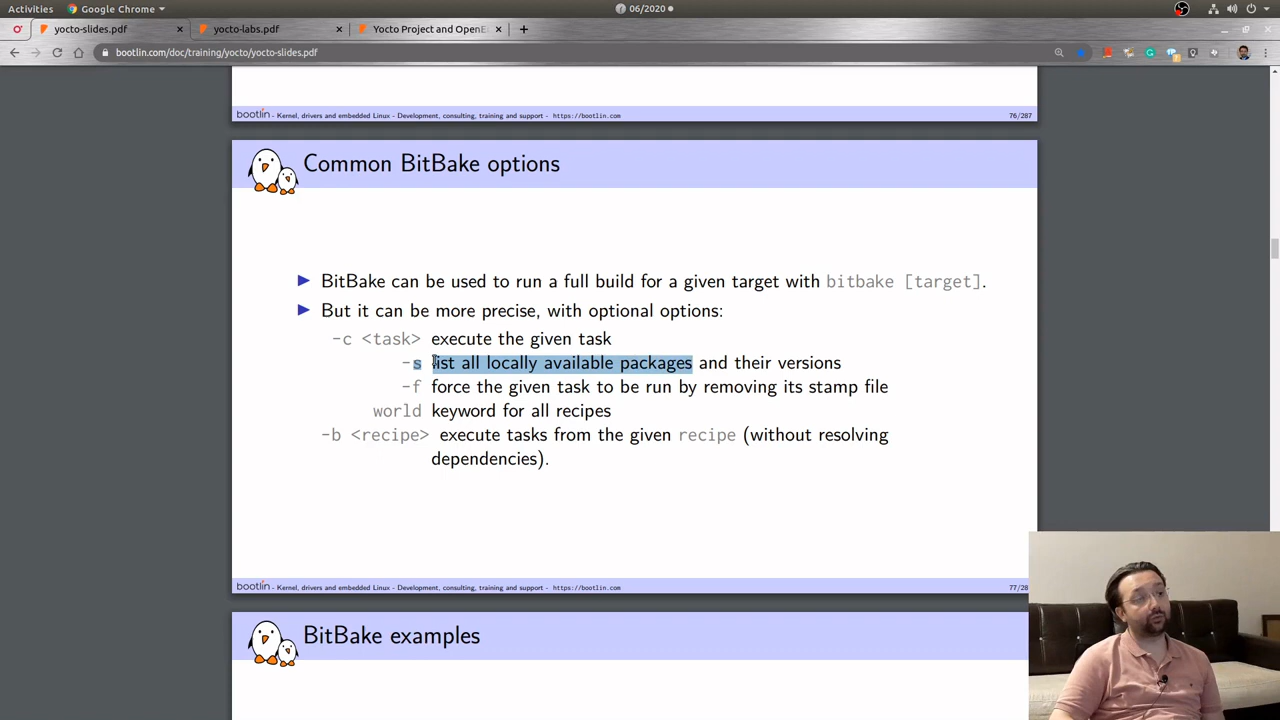 Activities
Google Chrome
06/2020
yocto-slides.pdf
yocto-labs.pdf
Yocto Project and OpenE
bootlin.com/doc/training/yocto/yocto-slides.pdf
bootlin - Kernel, drivers and embedded Linux - Development, consulting, training and support - https://bootlin.com
76/287
Common BitBake options
BitBake can be used to run a full build for a given target with bitbake [target].
But it can be more precise, with optional options:
-c <task> execute the given task
-s list all locally available packages and their versions
-f force the given task to be run by removing its stamp file
world keyword for all recipes
-b <recipe> execute tasks from the given recipe (without resolving
dependencies).
bootlin - Kernel, drivers and embedded Linux - Development, consulting, training and support - https://bootlin.com
77/28
BitBake examples